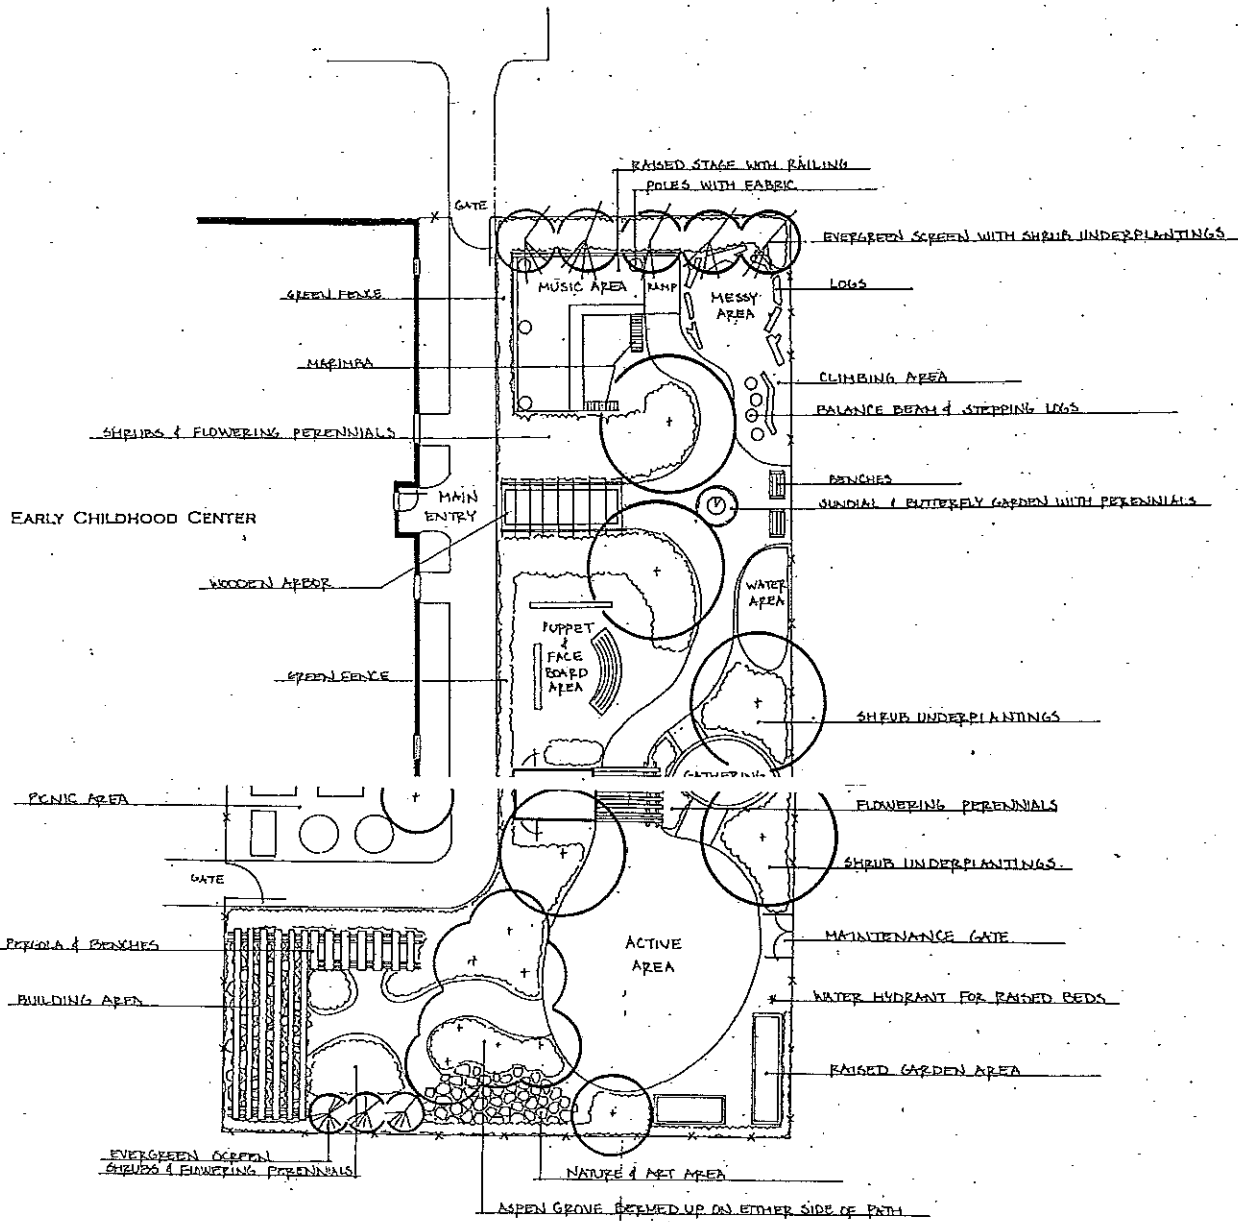 RAISED STAGE WITH RAILING
POLES WITH FABRIC
GATE
EVERGREEN SCREEN WITH SHRUB UNDERPLANTINGS
MUSIC AREA
RAMP
MESSY
AREA
LOGS
GREEN FENCE
MARIMBA
CLIMBING AREA
BALANCE BEAM & STEPPING LOGS
SHRUBS & FLOWERING PERENNIALS
BENCHES
MAIN
ENTRY
SUNDIAL & BUTTERFLY GARDEN WITH PERENNIALS
EARLY CHILDHOOD CENTER
WOODEN ARBOR
WATER
AREA
PUPPET
&
FACE
BOARD
AREA
GREEN FENCE
SHRUB UNDERPLANTINGS
GATHERING
PICNIC AREA
FLOWERING PERENNIALS
SHRUB UNDERPLANTINGS
GATE
PERGOLA & BENCHES
ACTIVE
AREA
MAINTENANCE GATE
BUILDING AREA
WATER HYDRANT FOR RAISED BEDS
RAISED GARDEN AREA
EVERGREEN SCREEN
SHRUBS & FLOWERING PERENNIALS
NATURE & ART AREA
ASPEN GROVE BERMED UP ON EITHER SIDE OF PATH